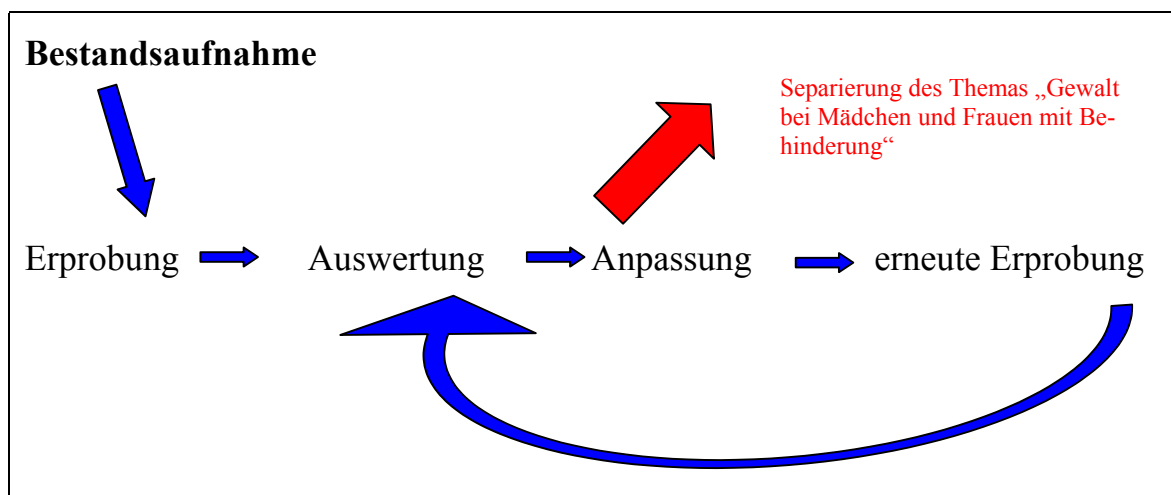 Bestandsaufnahme
Separierung des Themas „Gewalt
bei Mädchen und Frauen mit Be-
hinderung“
Erprobung Auswertung Anpassung erneute Erprobung